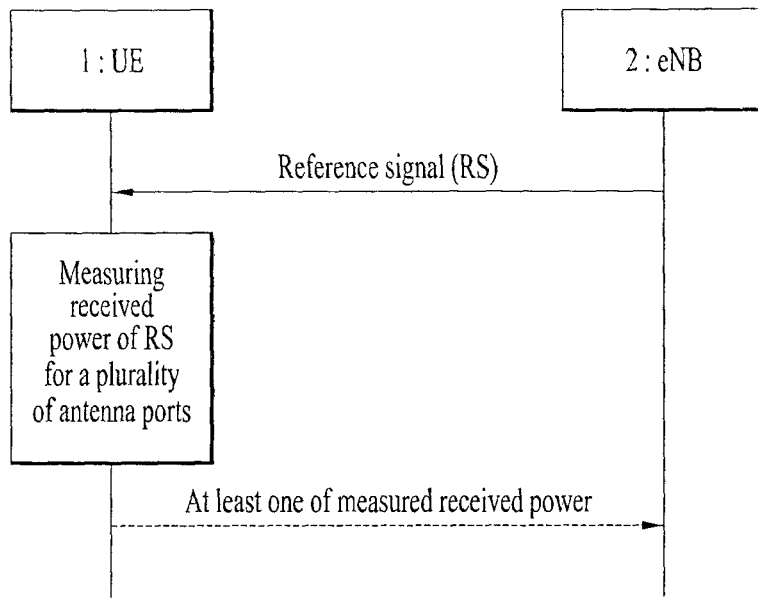 1 : UE
2 : eNB
Reference signal (RS)
Measuring
received
power of RS
for a plurality
of antenna ports
At least one of measured received power